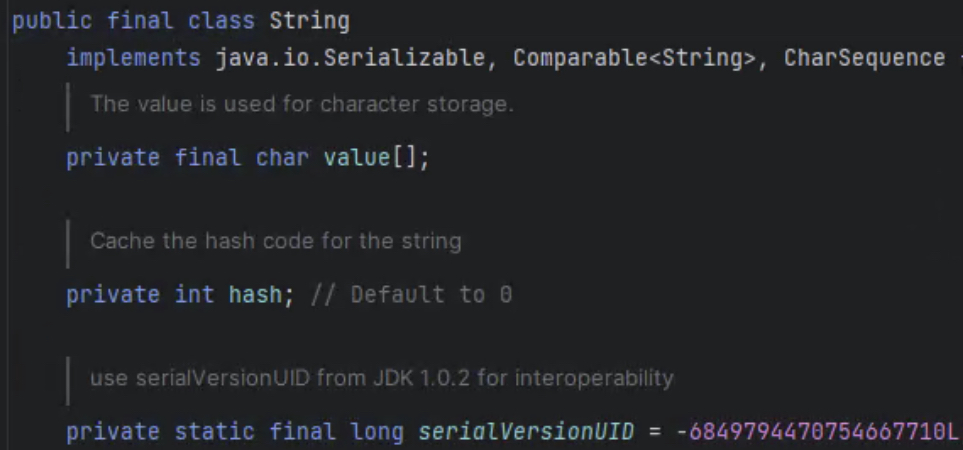 public final class String
implements java.io.Serializable, Comparable<String>, CharSequence
The value is used for character storage.
private final char value[];
Cache the hash code for the string
private int hash; // Default to 0
use serialVersionUID from JDK 1.0.2 for interoperability
private static final long serialVersionUID = -6849794470754667710L